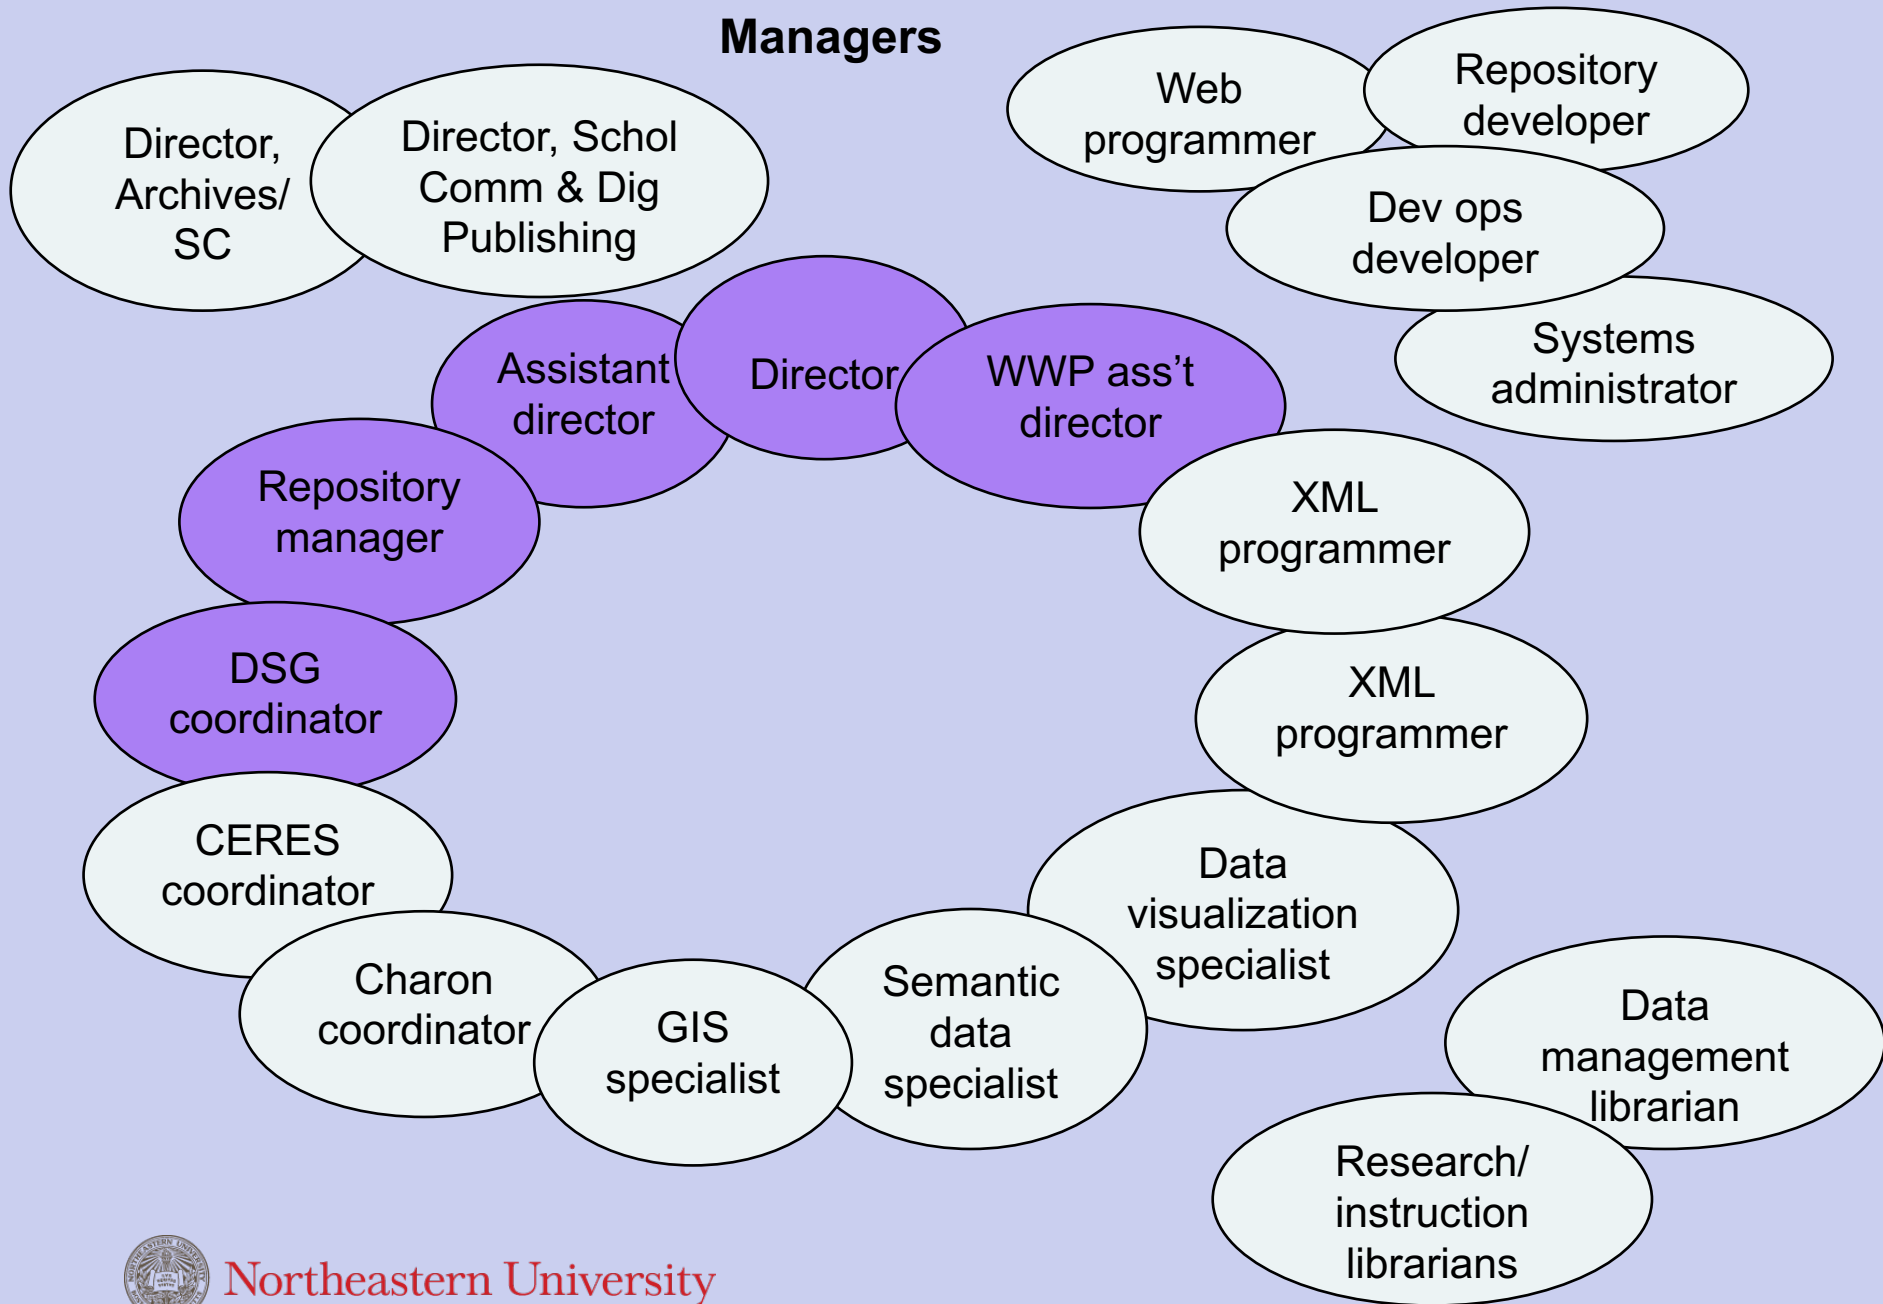 Managers
Director,
Archives/
SC
Director, Schol
Comm & Dig
Publishing
Web
programmer
Repository
developer
Dev ops
developer
Systems
administrator
Assistant
director
Director
WWP ass’t
director
Repository
manager
XML
programmer
DSG
coordinator
XML
programmer
CERES
coordinator
Data
visualization
specialist
Charon
coordinator
GIS
specialist
Semantic
data
specialist
Data
management
librarian
Research/
instruction
librarians
Northeastern University